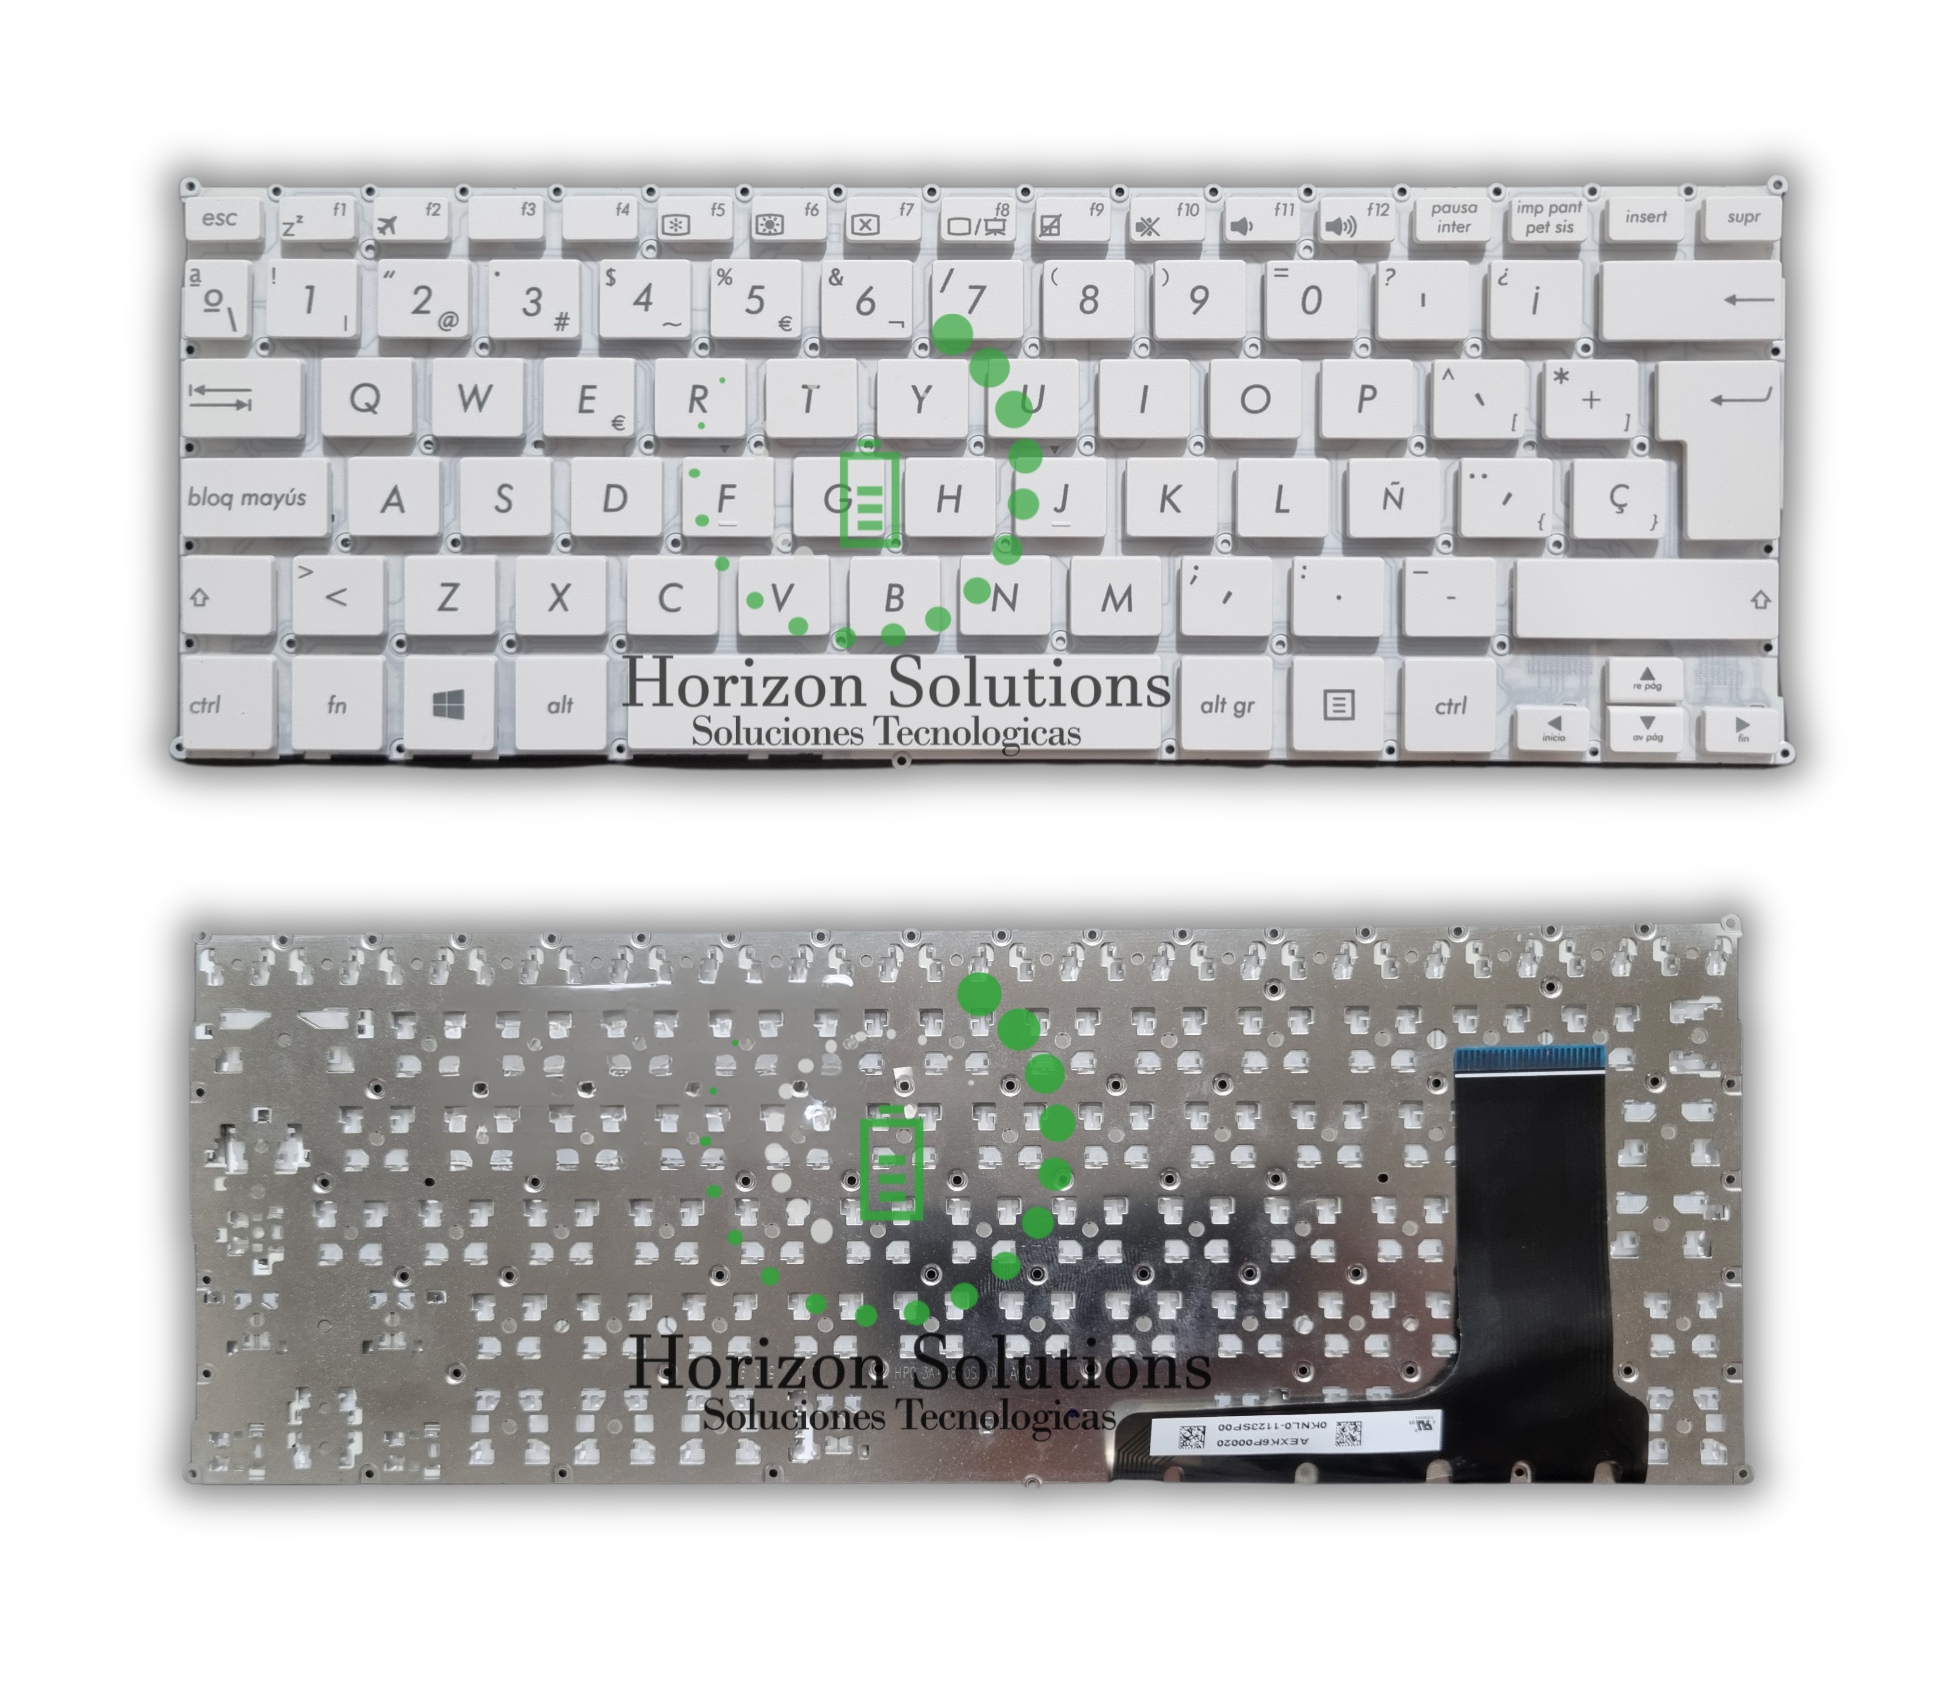 esc f1 f2 f3 f4 f5 f6 f7 f8 f9 f10 f11 f12 pausa inter imp pant pet sis insert supr
zz
ª º \ ! 1 | “ 2 @ · 3 # $ 4 ~ % 5 € & 6 ¬ / 7 ( 8 ) 9 = 0 ? ' ¿ ¡
Q W E € R T Y U I O P ^ ` [ * + ]
bloq mayús A S D F G H J K L Ñ ¨ ´ { Ç }
> < Z X C V B N M ; , : . _ -
ctrl fn alt alt gr ctrl re pág
inicio av pág fin
Horizon Solutions
Soluciones Tecnologicas
Horizon Solutions
Soluciones Tecnologicas
AEXK6P00020
0KNL0-1123SP00